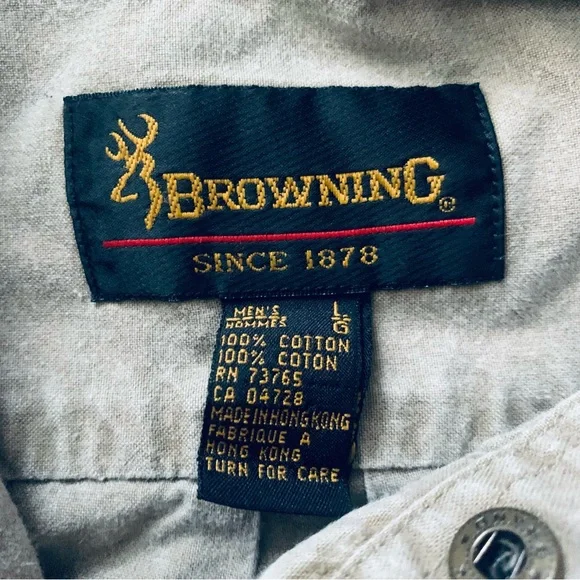 BROWNING®
SINCE 1878
MEN'S L
HOMMES G
100% COTTON
100% COTON
RN 73765
CA 04728
MADE IN HONG KONG
FABRIQUE A
HONG KONG
TURN FOR CARE